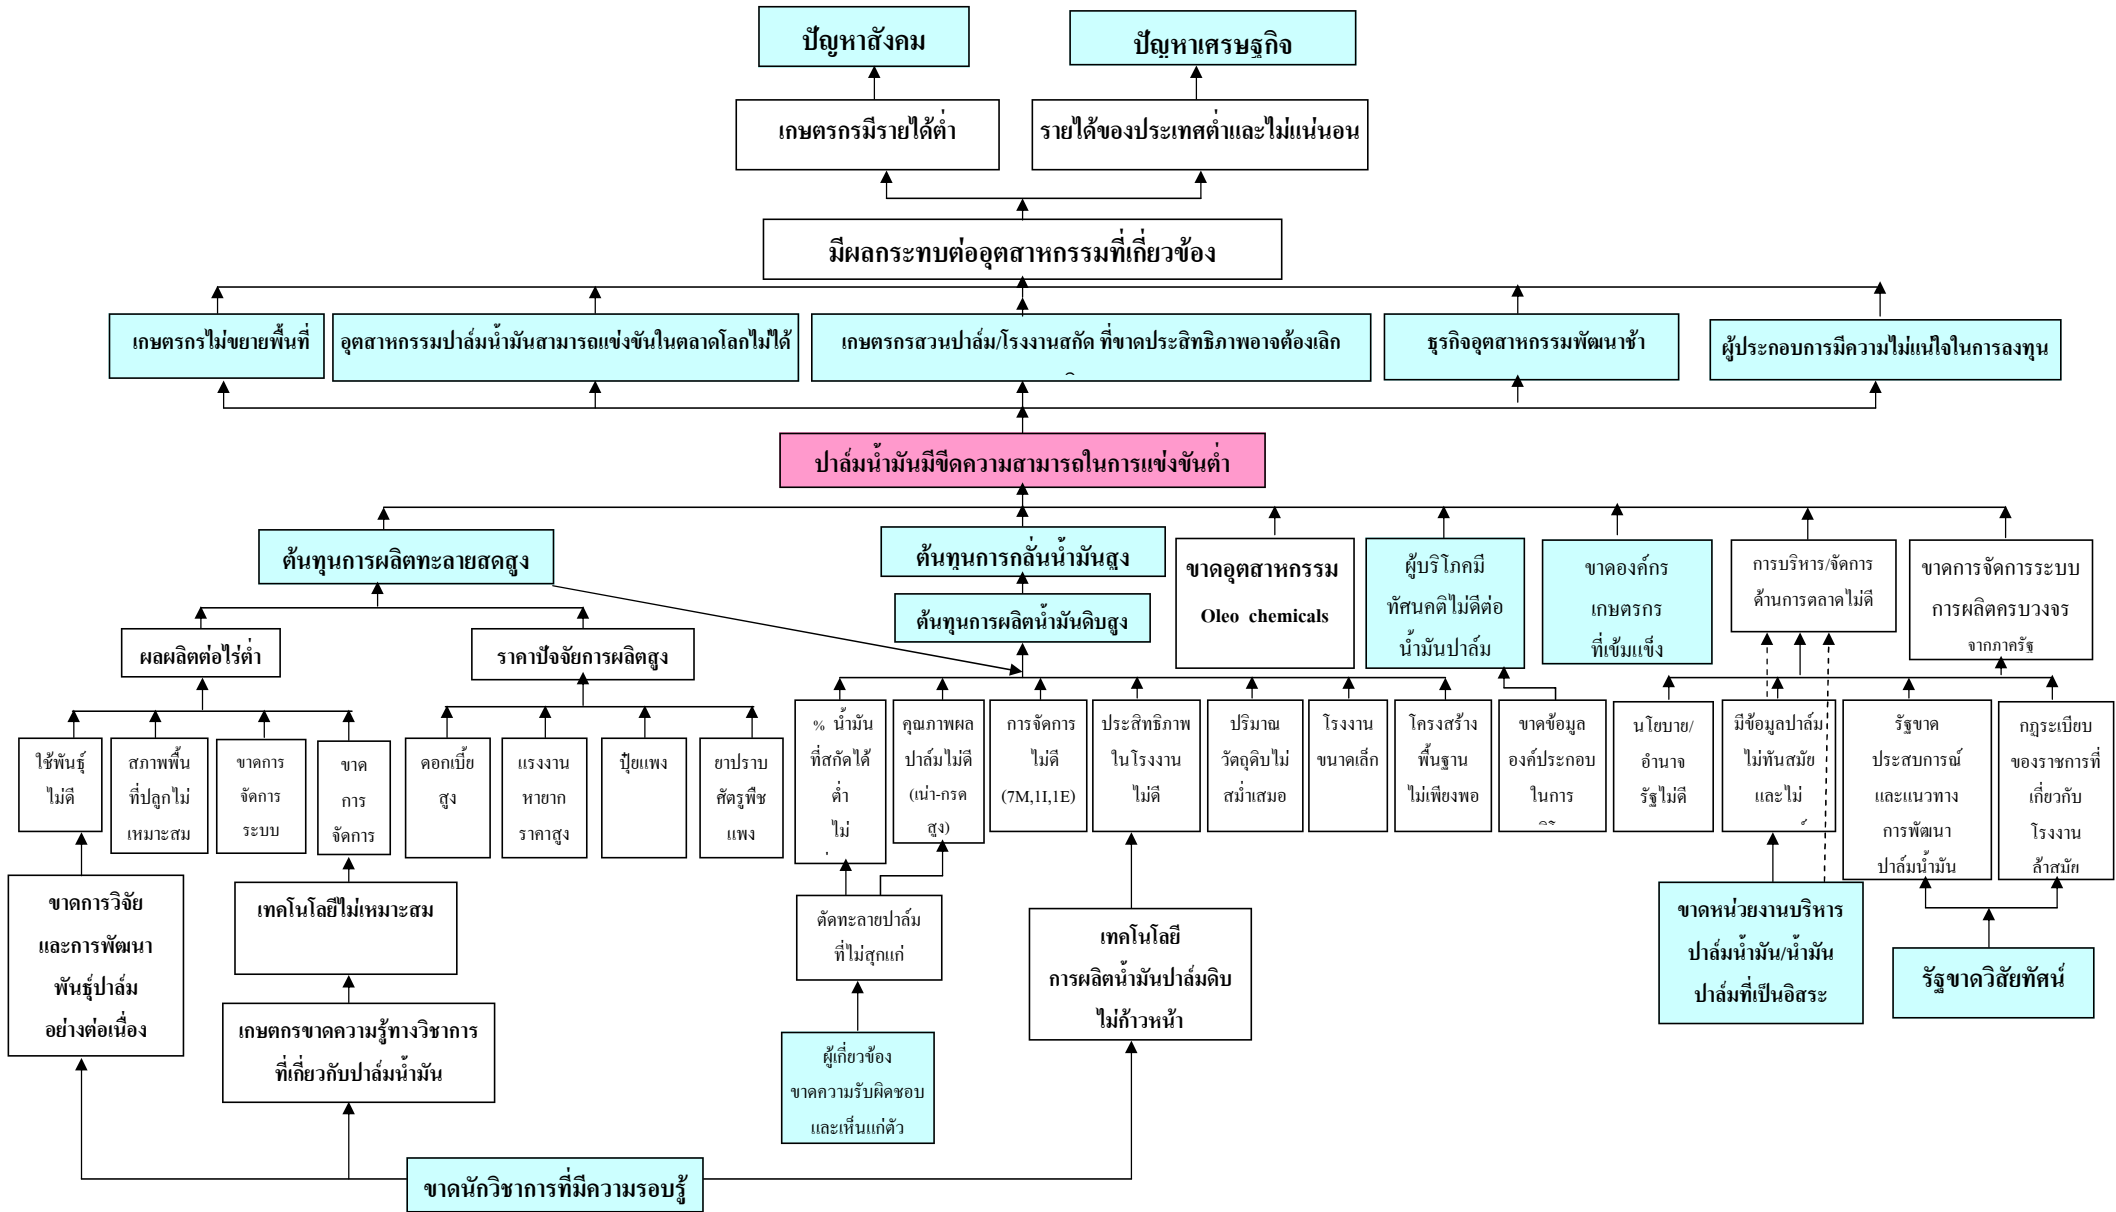 ปัญหาสังคม
ปัญหาเศรษฐกิจ
เกษตรกรมีรายได้ต่ำ
รายได้ของประเทศต่ำและไม่แน่นอน
มีผลกระทบต่ออุตสาหกรรมที่เกี่ยวข้อง
เกษตรกรไม่ขยายพื้นที่
อุตสาหกรรมปาล์มน้ำมันสามารถแข่งขันในตลาดโลกไม่ได้
เกษตรกรสวนปาล์ม/โรงงานสกัด ที่ขาดประสิทธิภาพอาจต้องเลิก
ธุรกิจอุตสาหกรรมพัฒนาช้า
ผู้ประกอบการมีความไม่แน่ใจในการลงทุน
ปาล์มน้ำมันมีขีดความสามารถในการแข่งขันต่ำ
ต้นทุนการผลิตทะลายสดสูง
ต้นทุนการกลั่นน้ำมันสูง
ต้นทุนการผลิตน้ำมันดิบสูง
ขาดอุตสาหกรรม
Oleo chemicals
ผู้บริโภคมี
ทัศนคติไม่ดีต่อ
น้ำมันปาล์ม
ขาดองค์กร
เกษตรกร
ที่เข้มแข็ง
การบริหาร/จัดการ
ด้านการตลาดไม่ดี
ขาดการจัดการระบบ
การผลิตครบวงจร
จากภาครัฐ
ผลผลิตต่อไร่ต่ำ
ราคาปัจจัยการผลิตสูง
ใช้พันธุ์
ไม่ดี
สภาพพื้น
ที่ปลูกไม่
เหมาะสม
ขาดการ
จัดการ
ระบบ
ขาด
การ
จัดการ
ดอกเบี้ย
สูง
แรงงาน
หายาก
ราคาสูง
ปุ๋ยแพง
ยาปราบ
ศัตรูพืช
แพง
% น้ำมัน
ที่สกัดได้
ต่ำ
ไม่
คุณภาพผล
ปาล์มไม่ดี
(เน่า-กรด
สูง)
การจัดการ
ไม่ดี
(7M,1I,1E)
ประสิทธิภาพ
ในโรงงาน
ไม่ดี
ปริมาณ
วัตถุดิบไม่
สม่ำเสมอ
โรงงาน
ขนาดเล็ก
โครงสร้าง
พื้นฐาน
ไม่เพียงพอ
ขาดข้อมูล
องค์ประกอบ
ในการ
นโยบาย/
อำนาจ
รัฐไม่ดี
มีข้อมูลปาล์ม
ไม่ทันสมัย
และไม่
รัฐขาด
ประสบการณ์
และแนวทาง
การพัฒนา
ปาล์มน้ำมัน
กฎระเบียบ
ของราชการที่
เกี่ยวกับ
โรงงาน
ล้าสมัย
ขาดการวิจัย
และการพัฒนา
พันธุ์ปาล์ม
อย่างต่อเนื่อง
เทคโนโลยีไม่เหมาะสม
เกษตรกรขาดความรู้ทางวิชาการ
ที่เกี่ยวกับปาล์มน้ำมัน
ตัดทะลายปาล์ม
ที่ไม่สุกแก่
ผู้เกี่ยวข้อง
ขาดความรับผิดชอบ
และเห็นแก่ตัว
เทคโนโลยี
การผลิตน้ำมันปาล์มดิบ
ไม่ก้าวหน้า
ขาดหน่วยงานบริหาร
ปาล์มน้ำมัน/น้ำมัน
ปาล์มที่เป็นอิสระ
รัฐขาดวิสัยทัศน์
ขาดนักวิชาการที่มีความรอบรู้